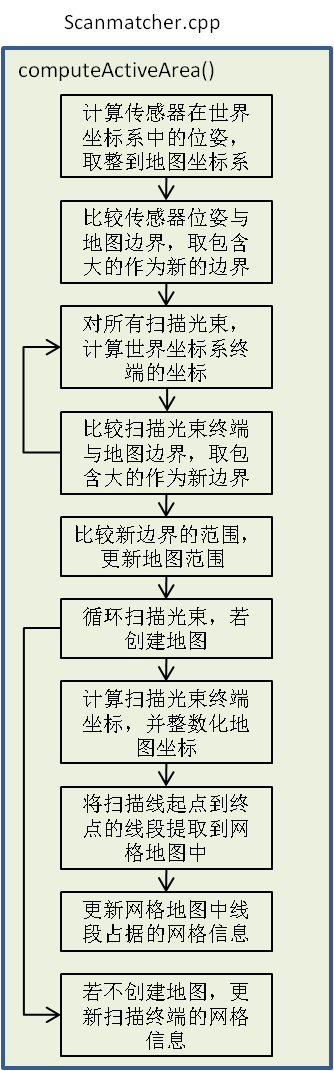 Scanmatcher.cpp
computeActiveArea()
计算传感器在世界
坐标系中的位姿，
取整到地图坐标系
比较传感器位姿与
地图边界，取包含
大的作为新的边界
对所有扫描光束，
计算世界坐标系终
端的坐标
比较扫描光束终端
与地图边界，取包
含大的作为新边界
比较新边界的范围，
更新地图范围
循环扫描光束，若
创建地图
计算扫描光束终端
坐标，并整数化地
图坐标
将扫描线起点到终
点的线段提取到网
格地图中
更新网格地图中线
段占据的网格信息
若不创建地图，更
新扫描终端的网格
信息